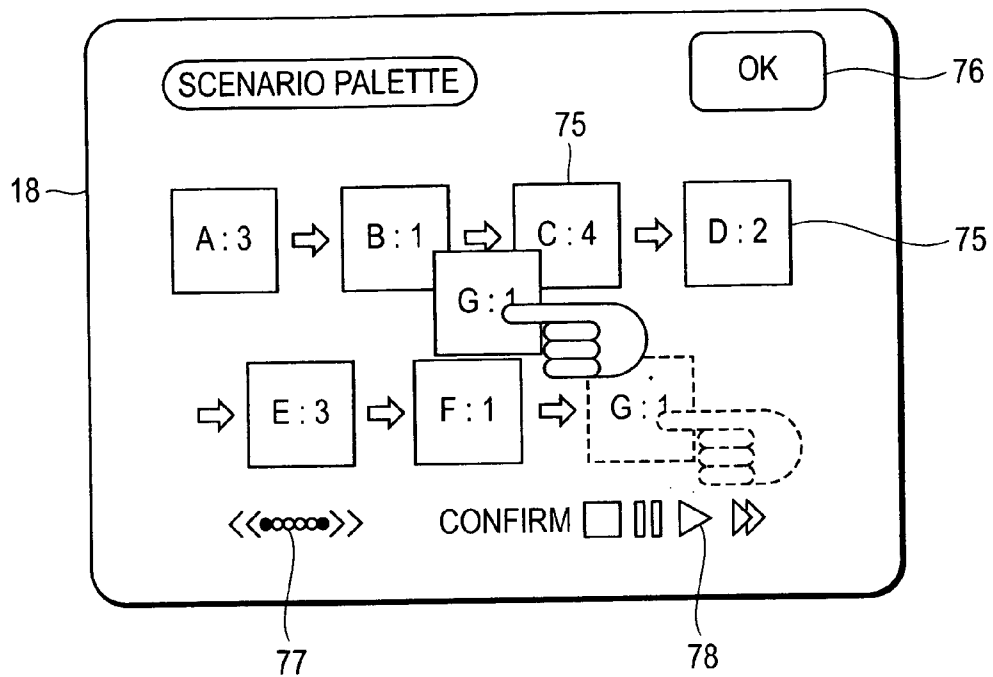 SCENARIO PALETTE
OK
76
75
18
A : 3
B : 1
C : 4
D : 2
75
G : 1
E : 3
F : 1
G : 1
CONFIRM
77
78